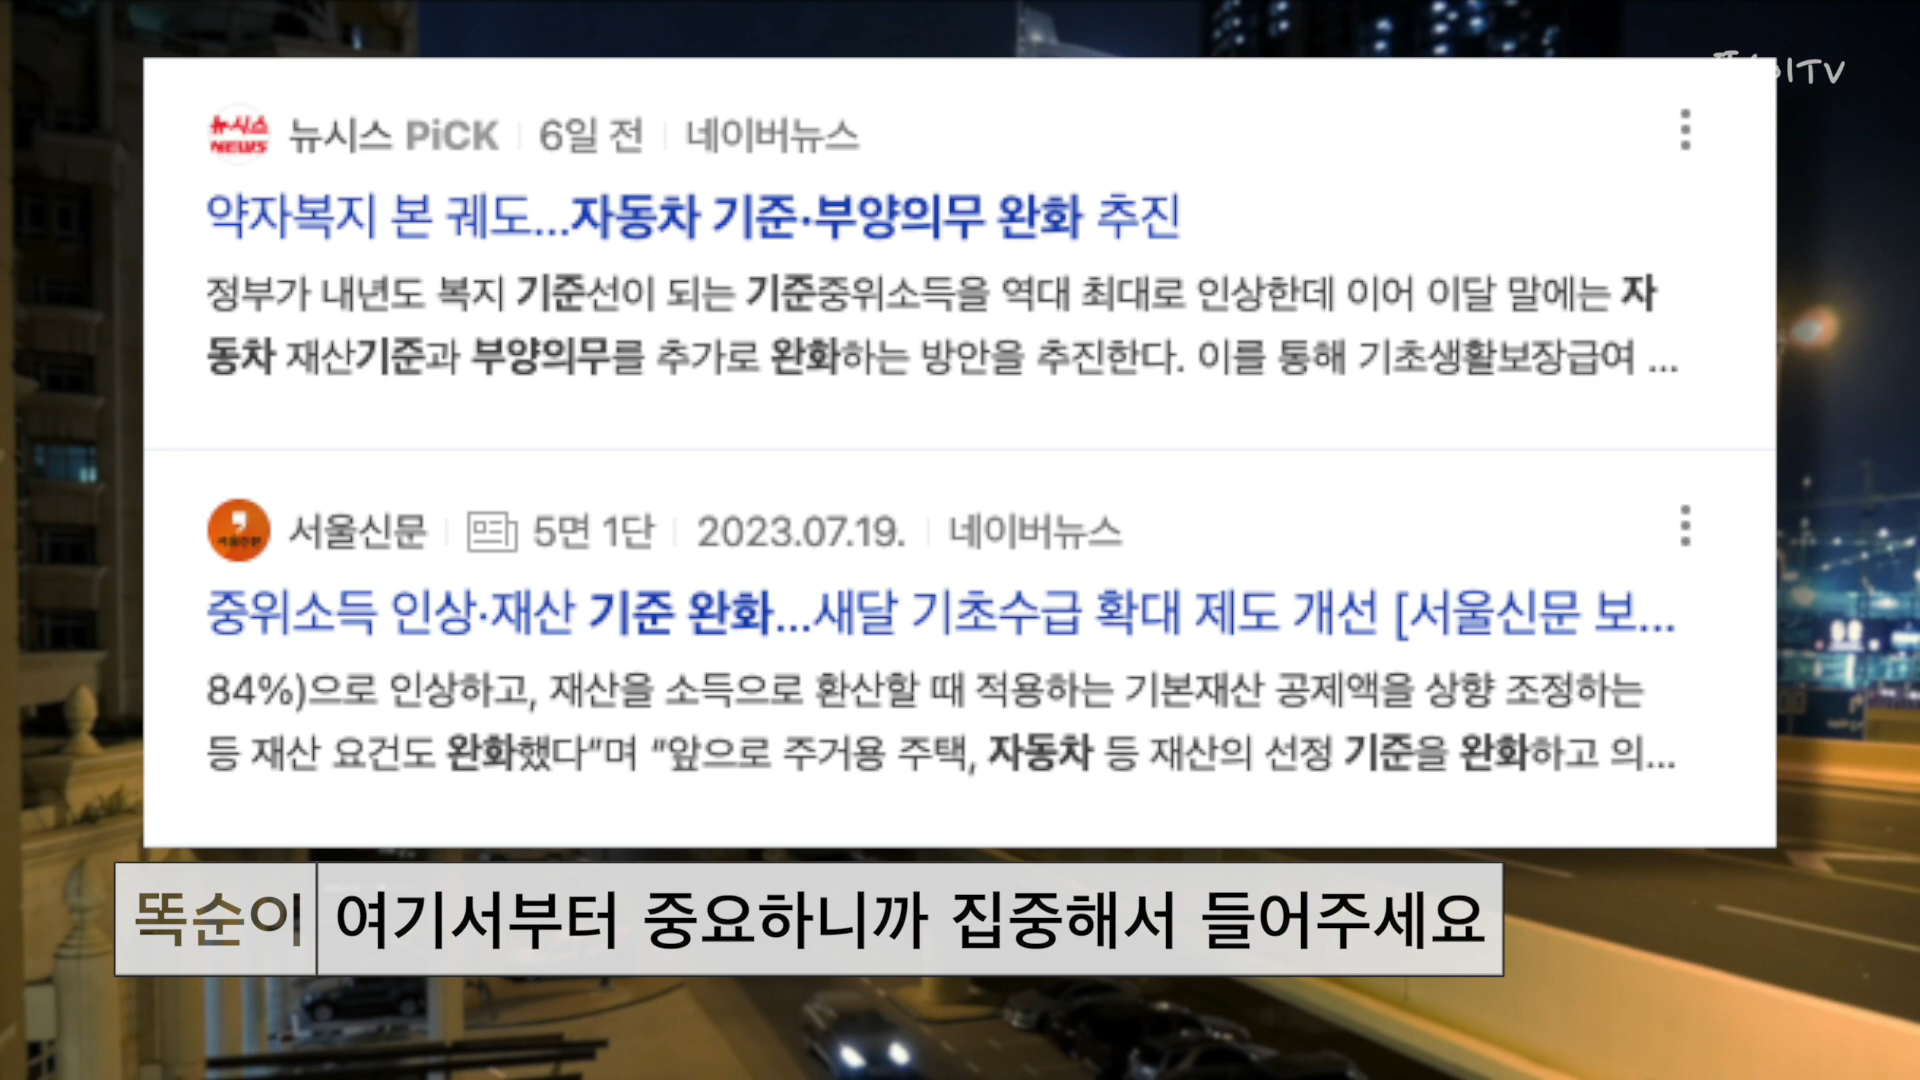 이TV
뉴시스
NEWS
뉴시스 PiCK 6일 전 네이버뉴스
약자복지 본 궤도...자동차 기준·부양의무 완화 추진
정부가 내년도 복지 기준선이 되는 기준중위소득을 역대 최대로 인상한데 이어 이달 말에는 자
동차 재산기준과 부양의무를 추가로 완화하는 방안을 추진한다. 이를 통해 기초생활보장급여 ...
서울신문 5면 1단 2023.07.19. 네이버뉴스
중위소득 인상·재산 기준 완화...새달 기초수급 확대 제도 개선 [서울신문 보...
84%)으로 인상하고, 재산을 소득으로 환산할 때 적용하는 기본재산 공제액을 상향 조정하는
등 재산 요건도 완화했다”며 “앞으로 주거용 주택, 자동차 등 재산의 선정 기준을 완화하고 의...
똑순이 여기서부터 중요하니까 집중해서 들어주세요